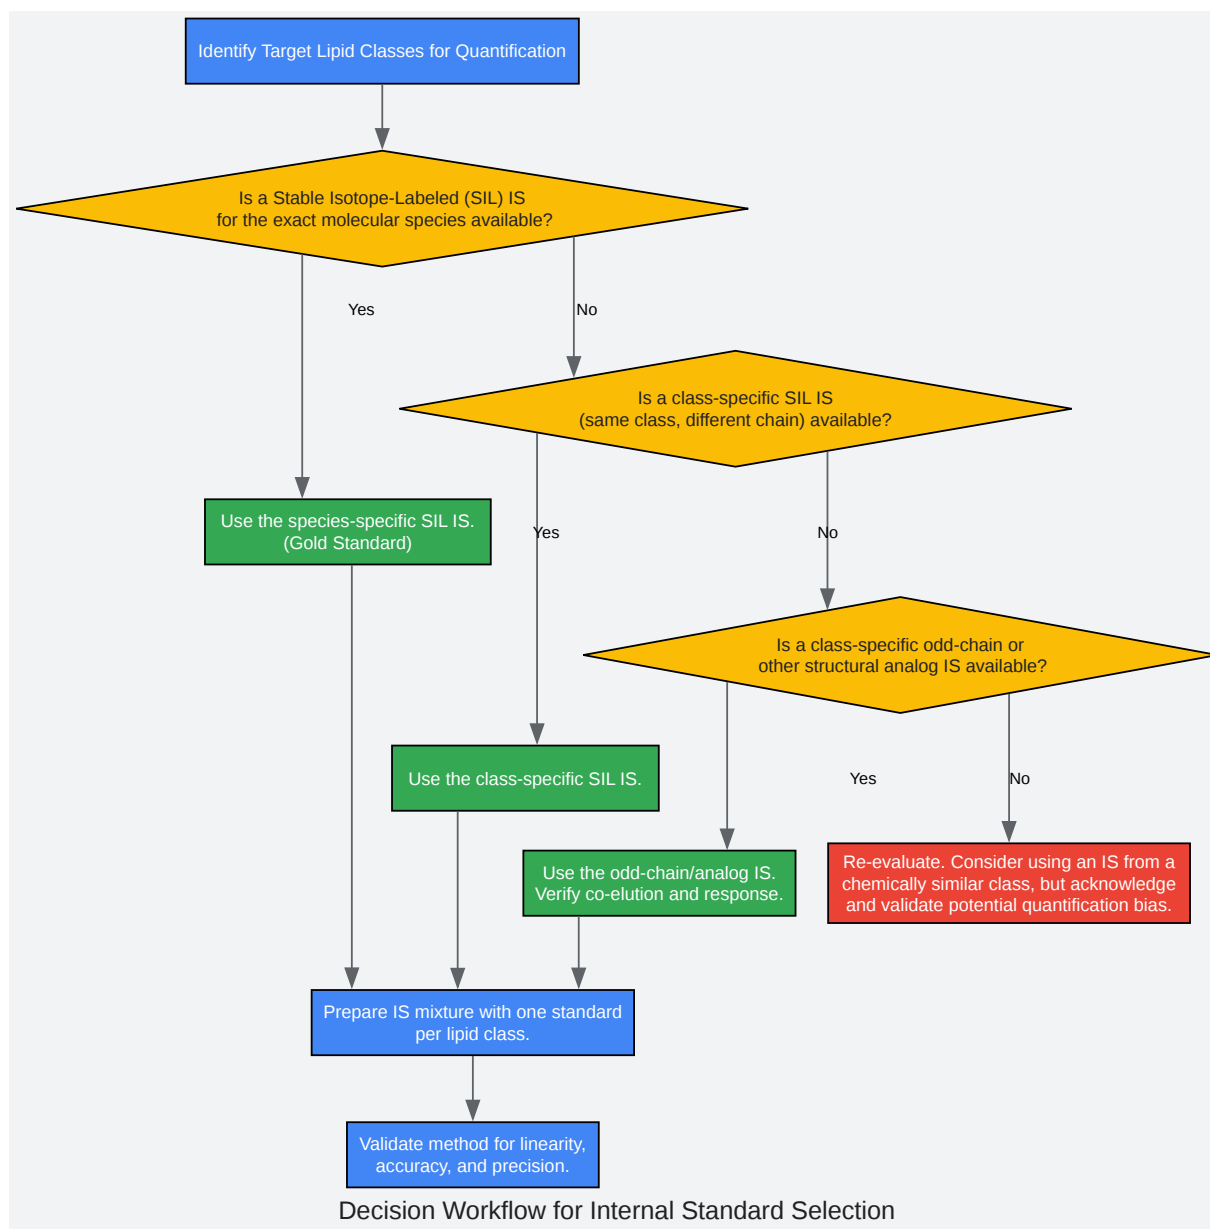 Identify Target Lipid Classes for Quantification
Is a Stable Isotope-Labeled (SIL) IS
for the exact molecular species available?
Yes
No
Is a class-specific SIL IS
(same class, different chain) available?
Use the species-specific SIL IS.
(Gold Standard)
Yes
No
Is a class-specific odd-chain or
other structural analog IS available?
Use the class-specific SIL IS.
Yes
No
Use the odd-chain/analog IS.
Verify co-elution and response.
Re-evaluate. Consider using an IS from a
chemically similar class, but acknowledge
and validate potential quantification bias.
Prepare IS mixture with one standard
per lipid class.
Validate method for linearity,
accuracy, and precision.
Decision Workflow for Internal Standard Selection